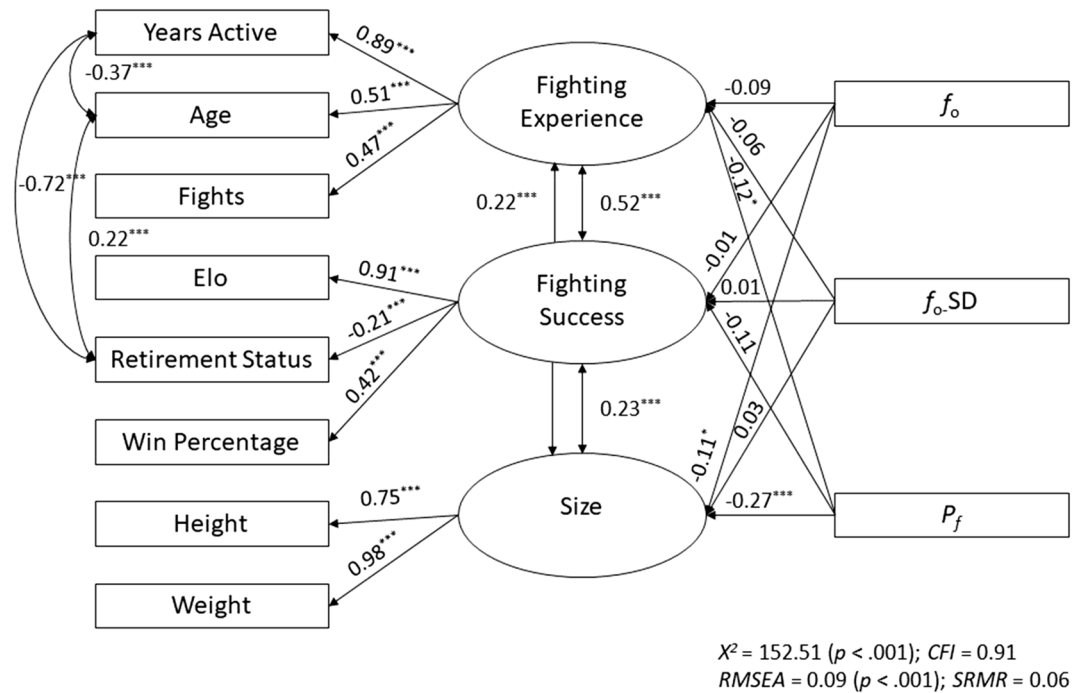 Years Active
Age
Fights
Elo
Retirement Status
Win Percentage
Height
Weight
-0.37***
-0.72***
0.22***
0.89***
0.51***
0.47***
0.91***
-0.21***
0.42***
0.75***
0.98***
Fighting
Experience
0.22***
0.52***
Fighting
Success
0.23***
Size
-0.09
-0.06
-0.12*
-0.01
0.01
-0.11
-0.11*
0.03
-0.27***
fo
fo-SD
Pf
X² = 152.51 (p < .001); CFI = 0.91
RMSEA = 0.09 (p < .001); SRMR = 0.06